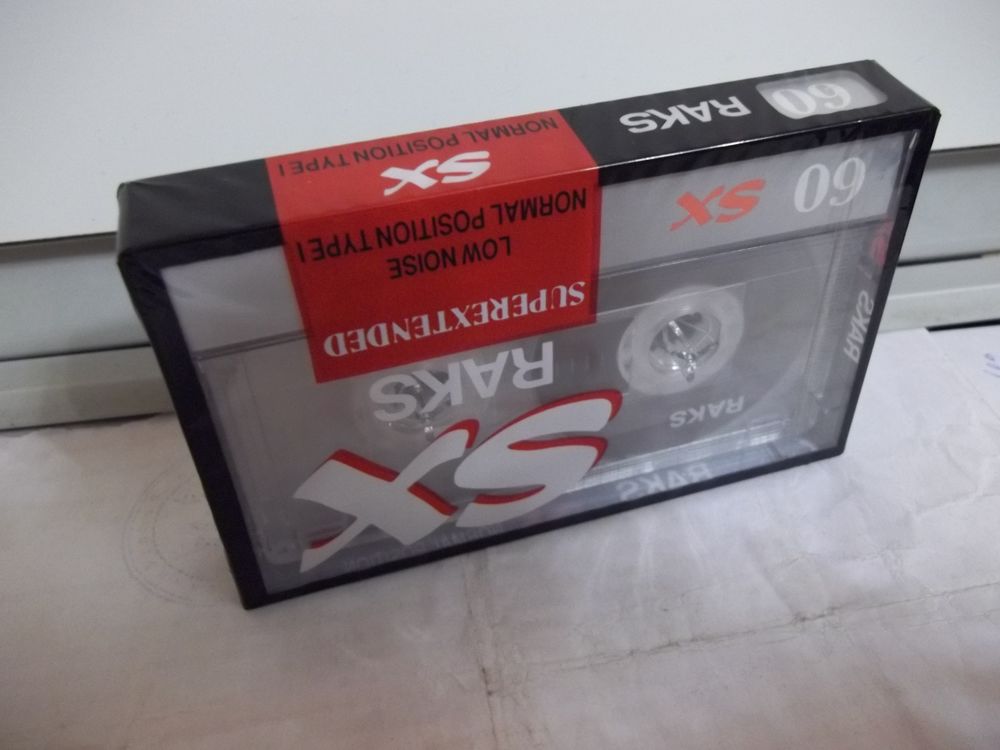 60
RAKS
SX
NORMAL POSITION TYPE I
60
SX
NORMAL POSITION TYPE I
LOW NOISE
SUPEREXTENDED
RAKS
SX
RAKS
RAKS
RAKS